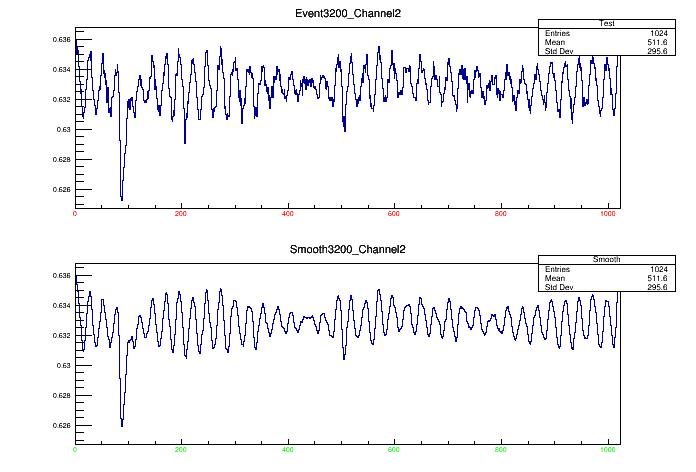 Event3200_Channel2
Test
Entries 1024
Mean 511.6
Std Dev 295.6
0.636
0.634
0.632
0.63
0.628
0.626
0 200 400 600 800 1000
Smooth3200_Channel2
Smooth
Entries 1024
Mean 511.6
Std Dev 295.6
0.636
0.634
0.632
0.63
0.628
0.626
0 200 400 600 800 1000